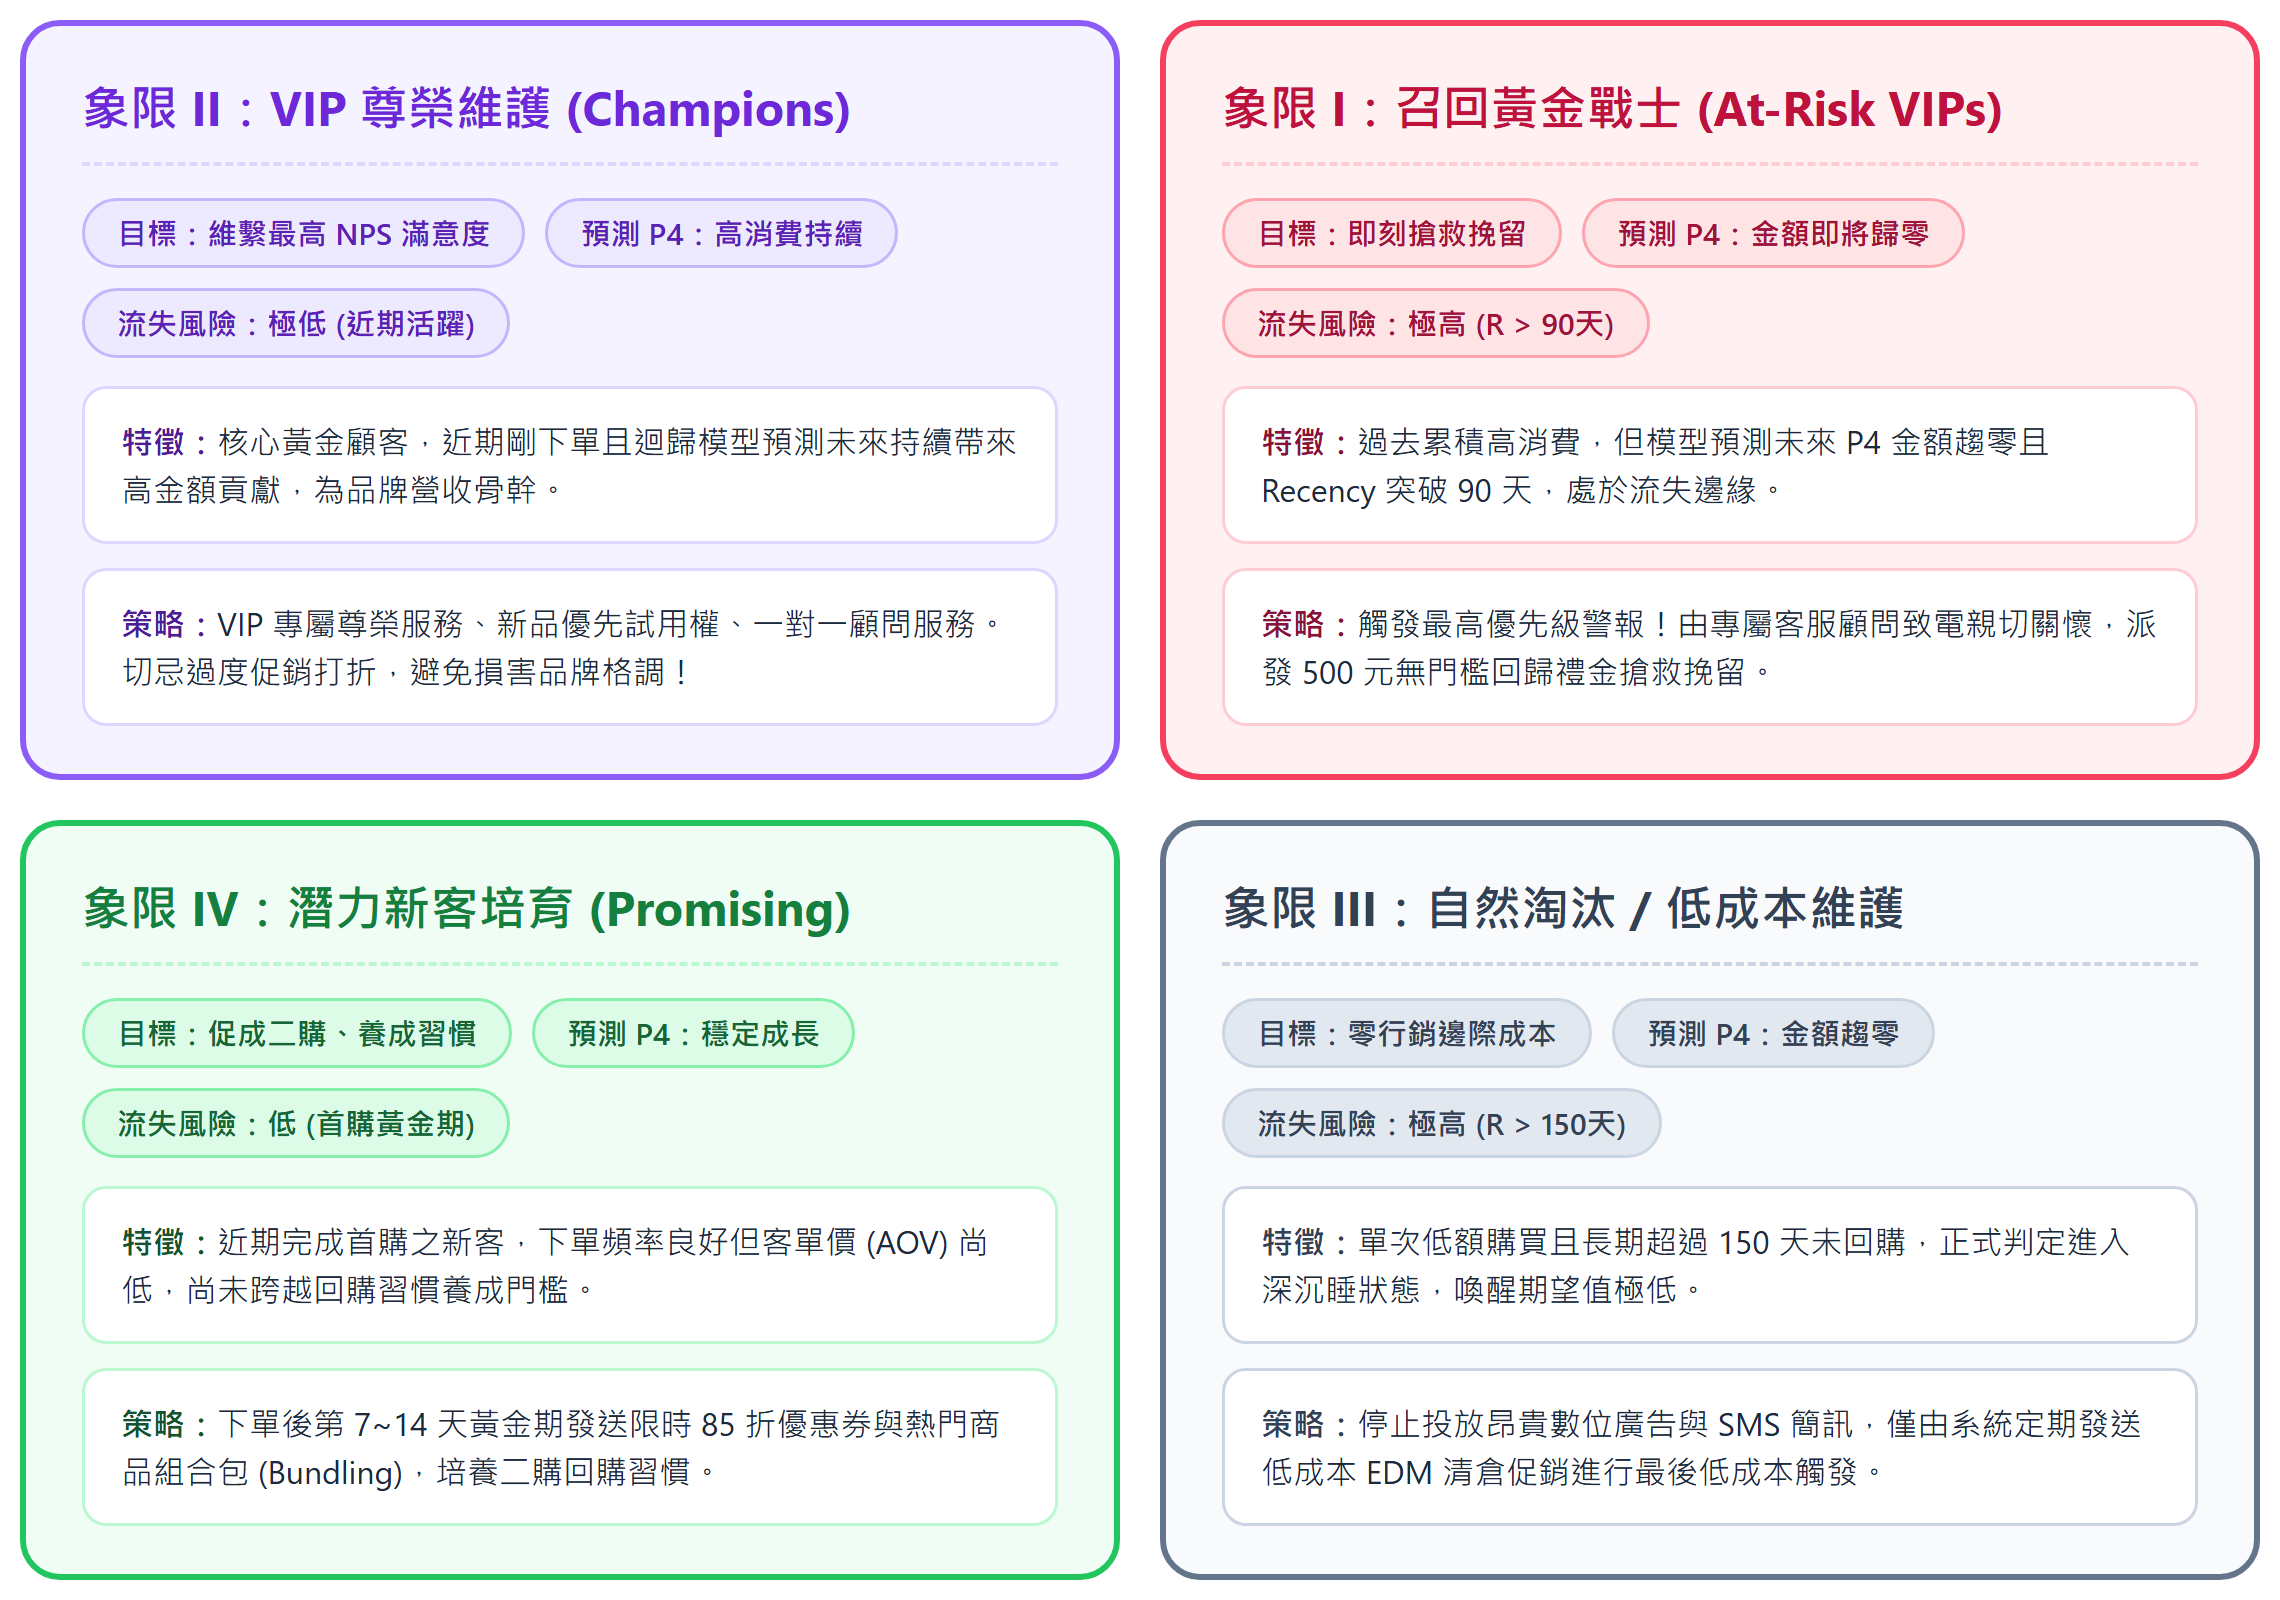 象限 II：VIP 尊榮維護 (Champions)
目標：維繫最高 NPS 滿意度
預測 P4：高消費持續
流失風險：極低 (近期活躍)
特徵：核心黃金顧客，近期剛下單且迴歸模型預測未來持續帶來
高金額貢獻，為品牌營收骨幹。
策略：VIP 專屬尊榮服務、新品優先試用權、一對一顧問服務。
切忌過度促銷打折，避免損害品牌格調！
象限 I：召回黃金戰士 (At-Risk VIPs)
目標：即刻搶救挽留
預測 P4：金額即將歸零
流失風險：極高 (R > 90天)
特徵：過去累積高消費，但模型預測未來 P4 金額趨零且
Recency 突破 90 天，處於流失邊緣。
策略：觸發最高優先級警報！由專屬客服顧問致電親切關懷，派
發 500 元無門檻回歸禮金搶救挽留。
象限 IV：潛力新客培育 (Promising)
目標：促成二購、養成習慣
預測 P4：穩定成長
流失風險：低 (首購黃金期)
特徵：近期完成首購之新客，下單頻率良好但客單價 (AOV) 尚
低，尚未跨越回購習慣養成門檻。
策略：下單後第 7~14 天黃金期發送限時 85 折優惠券與熱門商
品組合包 (Bundling)，培養二購回購習慣。
象限 III：自然淘汰 / 低成本維護
目標：零行銷邊際成本
預測 P4：金額趨零
流失風險：極高 (R > 150天)
特徵：單次低額購買且長期超過 150 天未回購，正式判定進入
深沉睡狀態，喚醒期望值極低。
策略：停止投放昂貴數位廣告與 SMS 簡訊，僅由系統定期發送
低成本 EDM 清倉促銷進行最後低成本觸發。